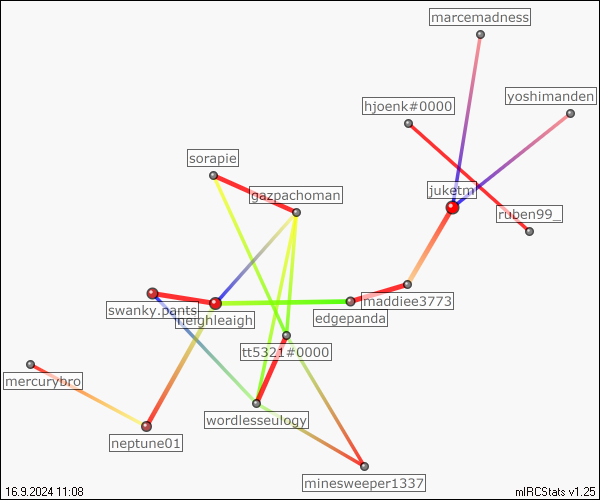 marcemadness
hjoenk#0000
yoshimanden
sorapie
gazpachoman
juketm
ruben99_
swanky.pants
heighleaigh
maddiee3773
edgepanda
tt5321#0000
mercurybro
wordlesseulogy
neptune01
minesweeper1337
16.9.2024 11:08
mIRCStats v1.25